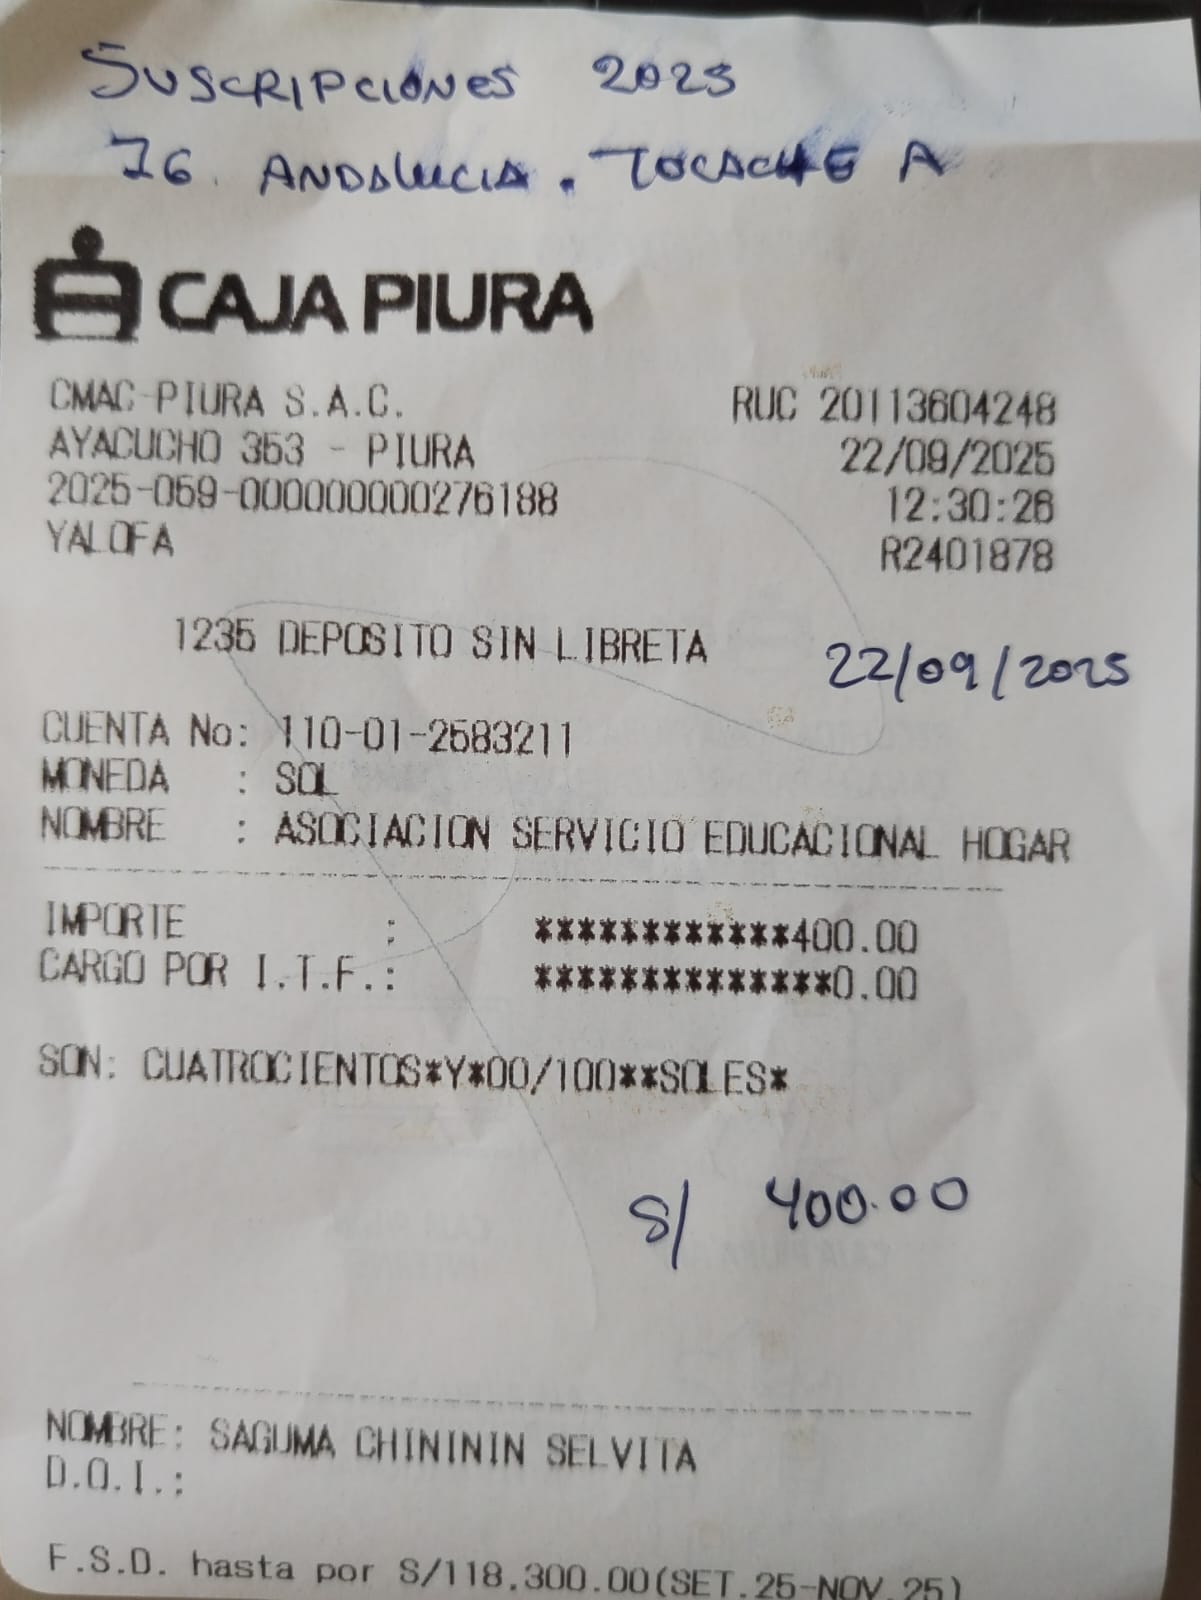 SUSCRIPCIONES 2025
IG. ANDALUCIA. TOCACHE A
CAJA PIURA
CMAC-PIURA S.A.C. RUC 20113604248
AYACUCHO 353 - PIURA 22/09/2025
2025-059-000000000276188 12:30:26
YALOFA R2401878
1235 DEPOSITO SIN LIBRETA
22/09/2025
CUENTA No: 110-01-2583211
MONEDA : SOL
NOMBRE : ASOCIACION SERVICIO EDUCACIONAL HOGAR
IMPORTE : ************400.00
CARGO POR I.T.F.: **************0.00
SON: CUATROCIENTOS*Y*00/100**SOLES*
S/ 400.00
NOMBRE: SAGUMA CHINININ SELVITA
D.O.I.:
F.S.D. hasta por S/118,300.00(SET.25-NOV.25)